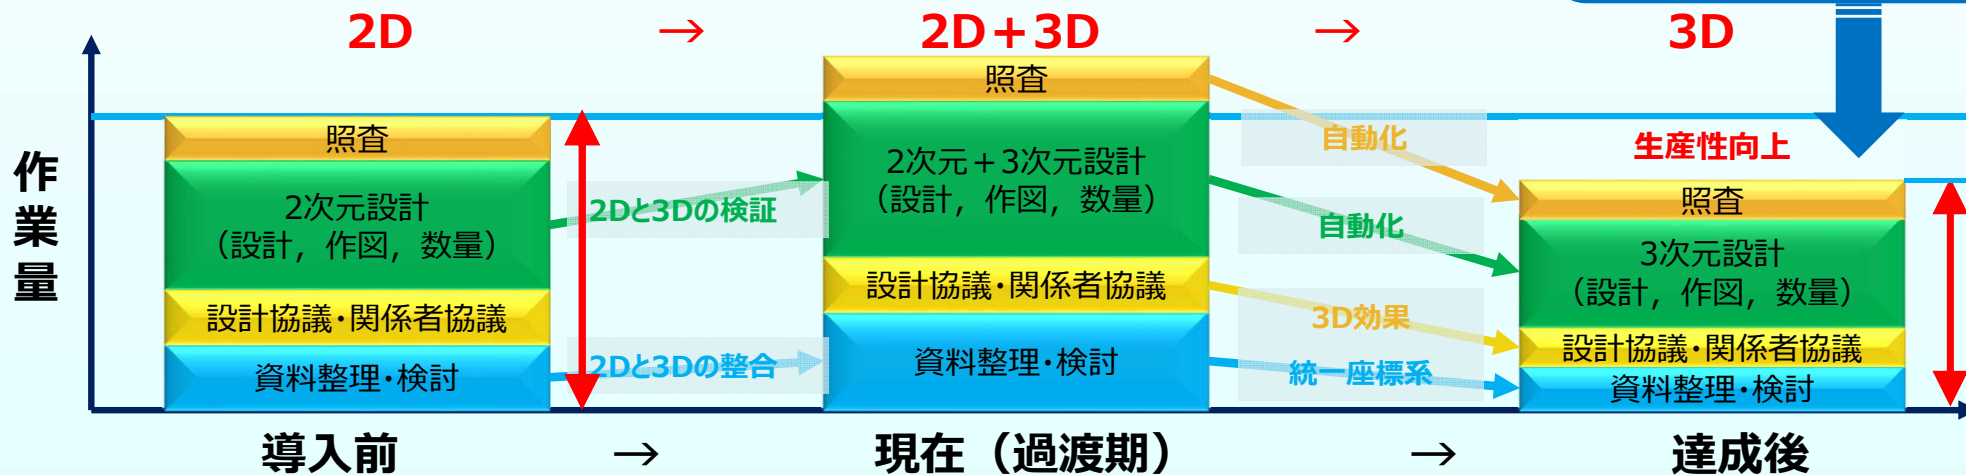 2D → 2D+3D → 3D
作業量
照査
2次元設計
(設計,作図,数量)
設計協議・関係者協議
資料整理・検討
2Dと3Dの検証
2Dと3Dの整合
照査
2次元+3次元設計
(設計,作図,数量)
設計協議・関係者協議
資料整理・検討
自動化
自動化
3D効果
統一座標系
生産性向上
照査
3次元設計
(設計,作図,数量)
設計協議・関係者協議
資料整理・検討
導入前 → 現在(過渡期) → 達成後